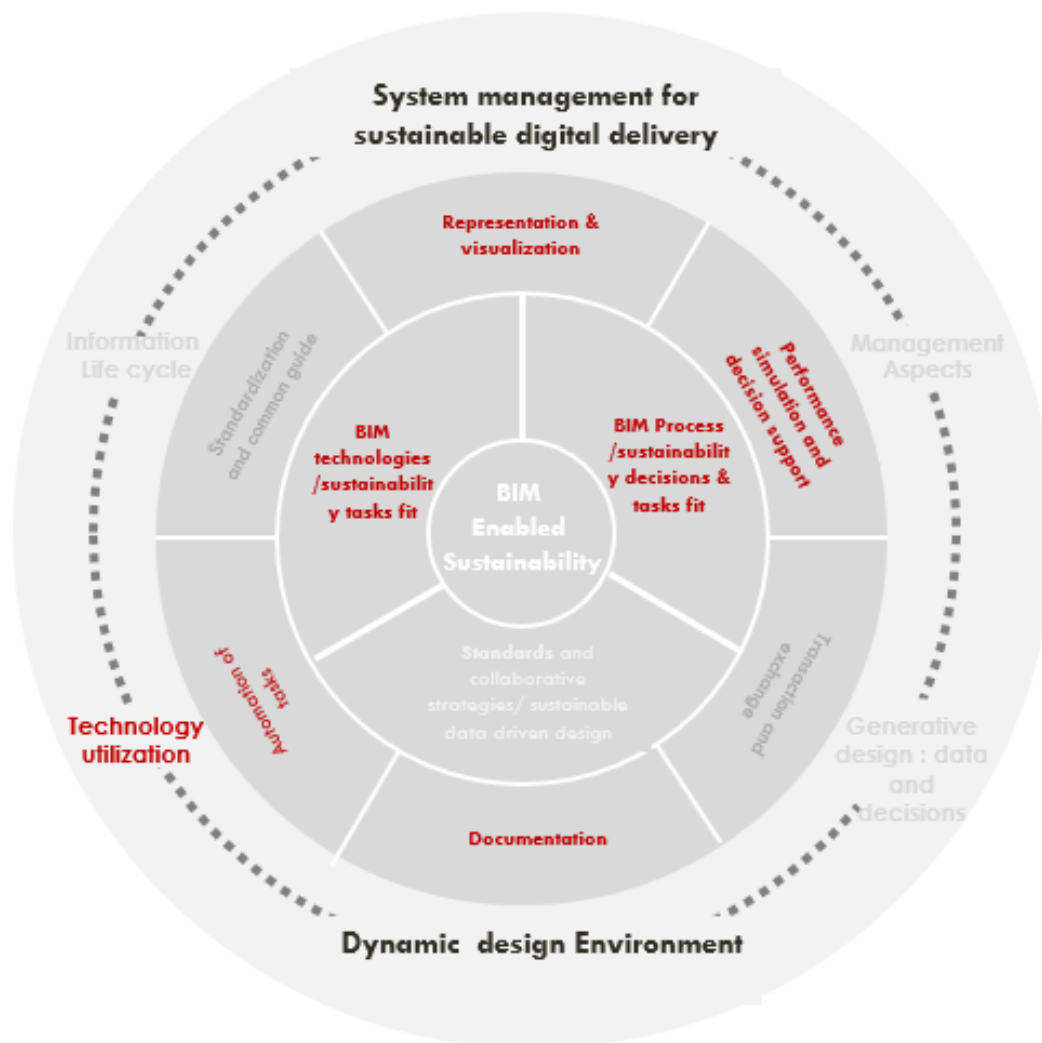 System management for
sustainable digital delivery
Representation &
visualization
Information
Life cycle
Management
Aspects
Standardization
and common guide
Performance
simulation and
decision support
BIM
technologies
/sustainabilit
y tasks fit
BIM Process
/sustainabilit
y decisions &
tasks fit
BIM
Enabled
Sustainability
Standards and
collaborative
strategies/ sustainable
data driven design
Automation of
tasks
Transaction and
exchange
Technology
utilization
Generative
design : data
and
decisions
Documentation
Dynamic design Environment